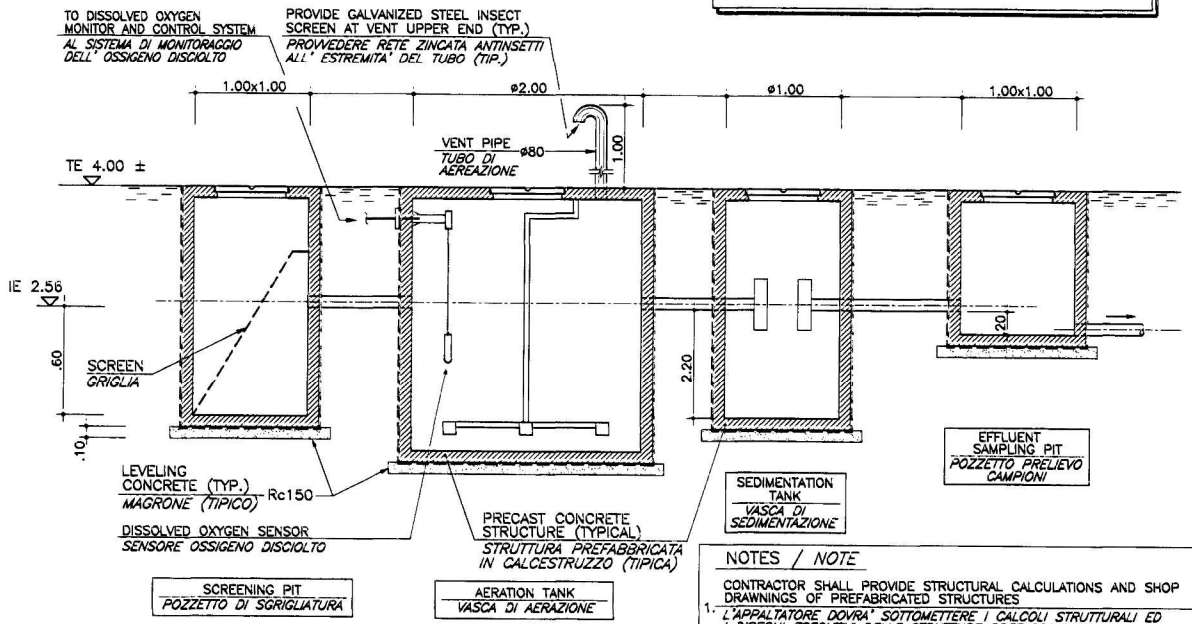 TO DISSOLVED OXYGEN
MONITOR AND CONTROL SYSTEM
AL SISTEMA DI MONITORAGGIO
DELL' OSSIGENO DISCIOLTO
PROVIDE GALVANIZED STEEL INSECT
SCREEN AT VENT UPPER END (TYP.)
PROVVEDERE RETE ZINCATA ANTINSETTI
ALL' ESTREMITA' DEL TUBO (TIP.)
1.00x1.00
ø2.00
ø1.00
1.00x1.00
VENT PIPE
TUBO DI
AEREAZIONE
ø80
1.00
TE 4.00 ±
IE 2.56
.60
.10
SCREEN
GRIGLIA
2.20
.20
LEVELING
CONCRETE (TYP.)
MAGRONE (TIPICO)
Rc150
DISSOLVED OXYGEN SENSOR
SENSORE OSSIGENO DISCIOLTO
PRECAST CONCRETE
STRUCTURE (TYPICAL)
STRUTTURA PREFABBRICATA
IN CALCESTRUZZO (TIPICA)
SEDIMENTATION
TANK
VASCA DI
SEDIMENTAZIONE
EFFLUENT
SAMPLING PIT
POZZETTO PRELIEVO
CAMPIONI
SCREENING PIT
POZZETTO DI SGRIGLIATURA
AERATION TANK
VASCA DI AERAZIONE
NOTES / NOTE
CONTRACTOR SHALL PROVIDE STRUCTURAL CALCULATIONS AND SHOP
DRAWNINGS OF PREFABRICATED STRUCTURES
1. L'APPALTATORE DOVRA' SOTTOMETTERE I CALCOLI STRUTTURALI ED